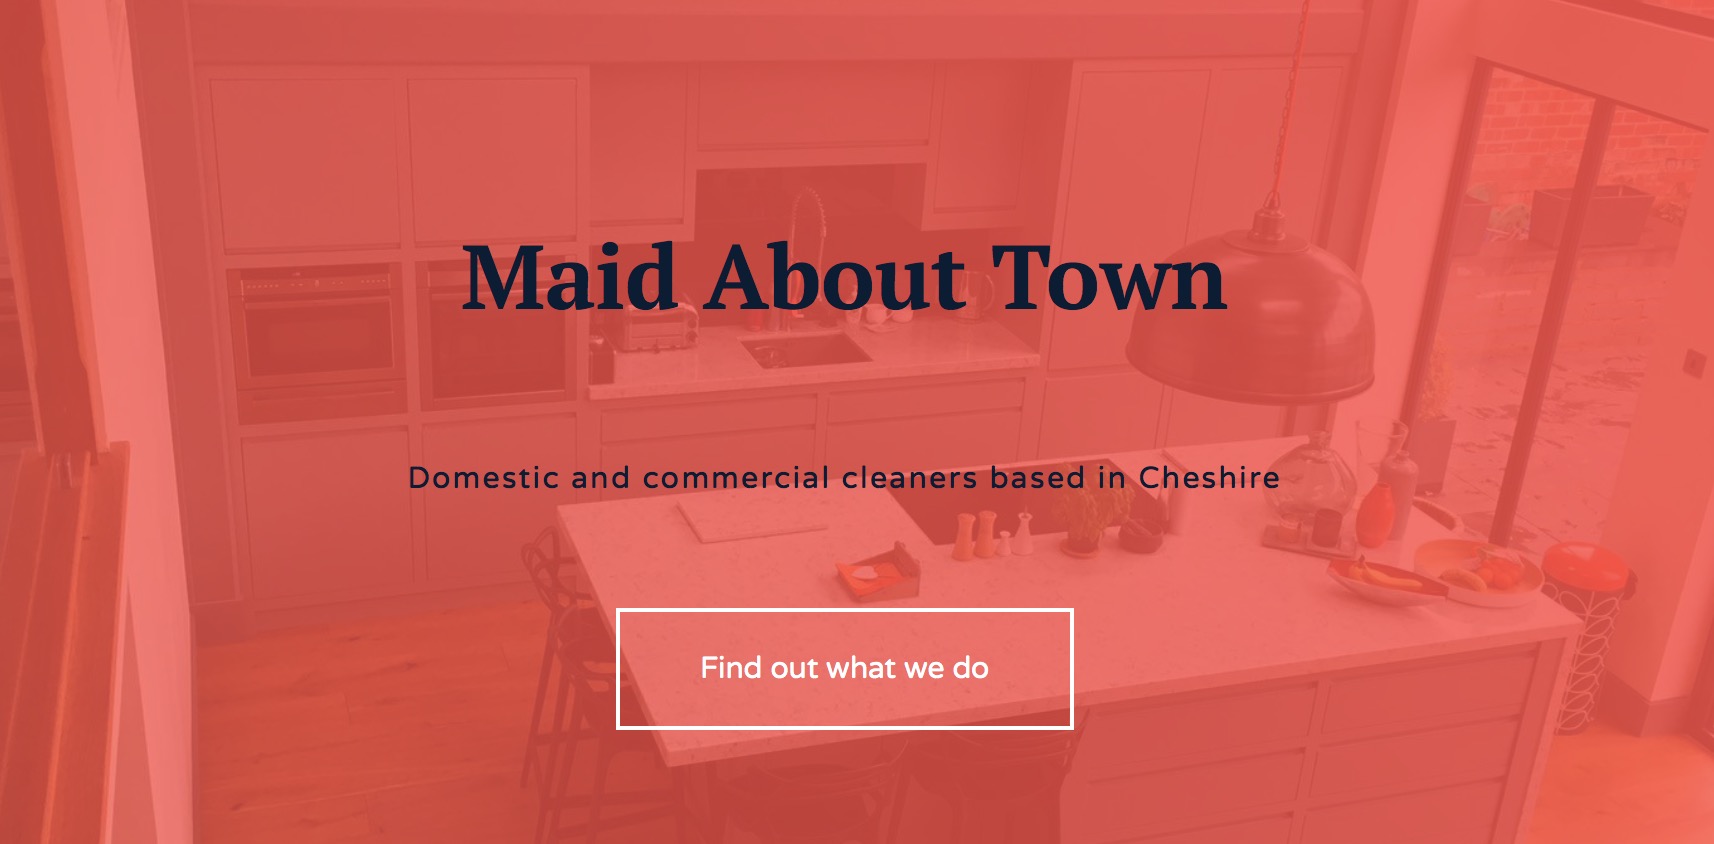 Maid About Town
Domestic and commercial cleaners based in Cheshire
Find out what we do